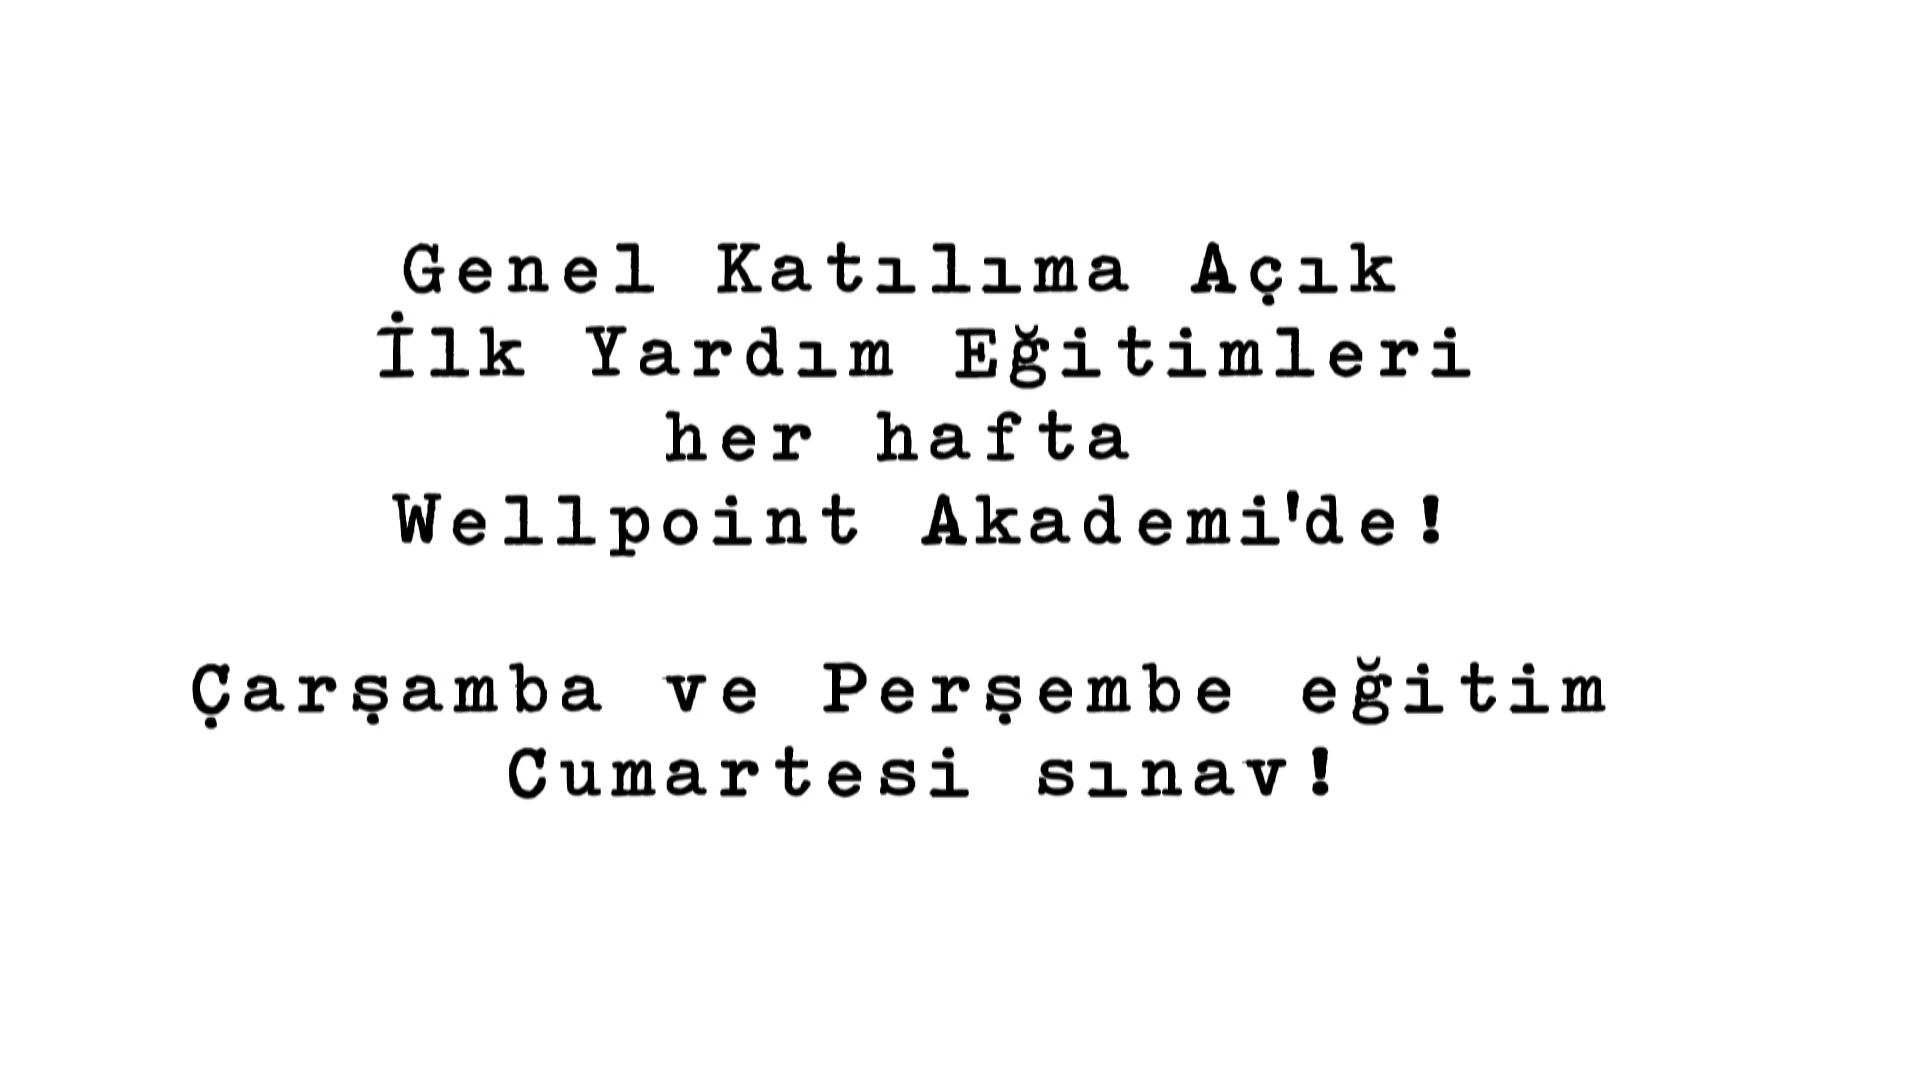 Genel Katılıma Açık
İlk Yardım Eğitimleri
her hafta
Wellpoint Akademi'de!
Çarşamba ve Perşembe eğitim
Cumartesi sınav!